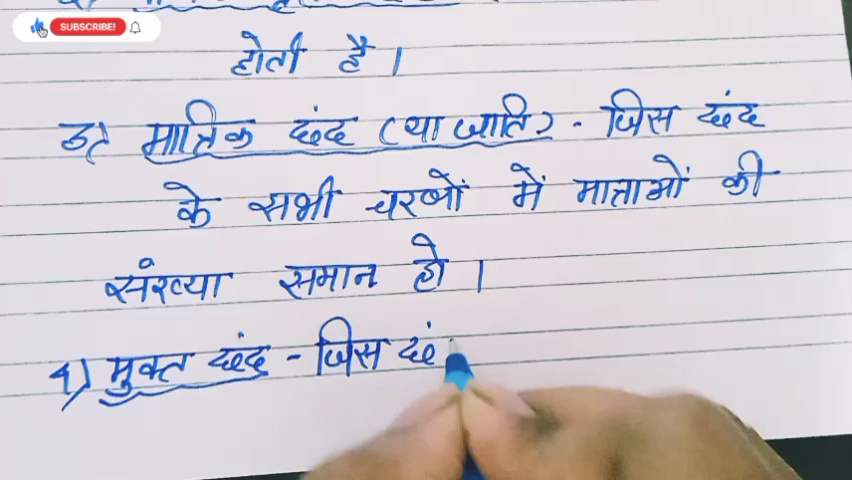 SUBSCRIBE!
होती है।
3) मात्रिक छंद (या जाति) - जिस छंद
के सभी चरणों में मात्राओं की
संख्या समान हो।
4) मुक्त छंद - जिस छं